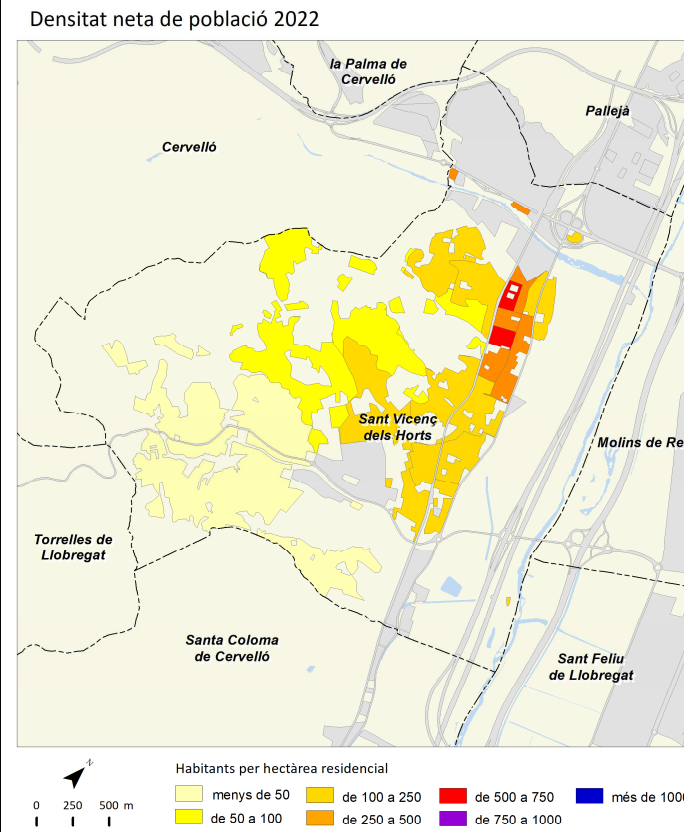 Densitat neta de població 2022
la Palma de
Cervelló
Pallejà
Cervelló
Sant Vicenç
dels Horts
Molins de Re
Torrelles de
Llobregat
Santa Coloma
de Cervelló
Sant Feliu
de Llobregat
N
Habitants per hectàrea residencial
0 250 500 m
menys de 50
de 100 a 250
de 500 a 750
més de 1000
de 50 a 100
de 250 a 500
de 750 a 1000